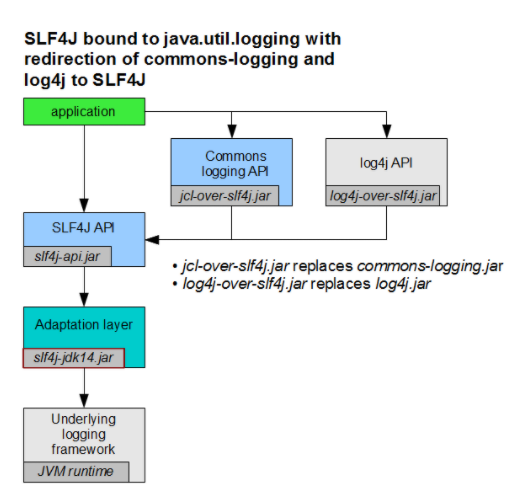 SLF4J bound to java.util.logging with
redirection of commons-logging and
log4j to SLF4J
application
Commons
logging API
jcl-over-slf4j.jar
log4j API
log4j-over-slf4j.jar
SLF4J API
slf4j-api.jar
• jcl-over-slf4j.jar replaces commons-logging.jar
• log4j-over-slf4j.jar replaces log4j.jar
Adaptation layer
slf4j-jdk14.jar
Underlying
logging
framework
JVM runtime